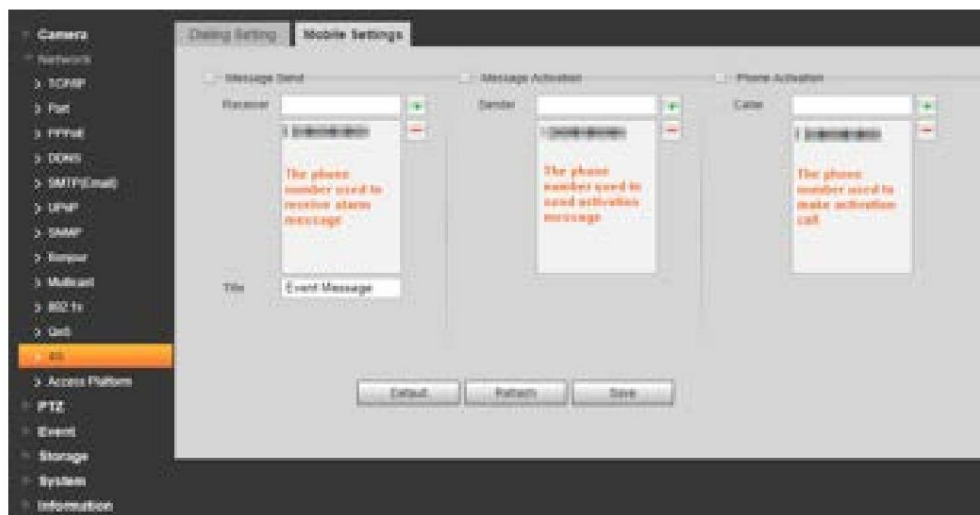 Camera
Network
TCP/IP
Port
PPPoE
DDNS
SMTP(Email)
UPnP
SNMP
Bonjour
Multicast
802.1x
QoS
4G
Access Platform
PTZ
Event
Storage
System
Information
Dialing Setting
Mobile Settings
Message Send
Receiver
The phone
number used to
receive alarm
message
Title
Event Message
Message Activation
Sender
The phone
number used to
send activation
message
Phone Activation
Caller
The phone
number used to
make activation
call
Default
Refresh
Save